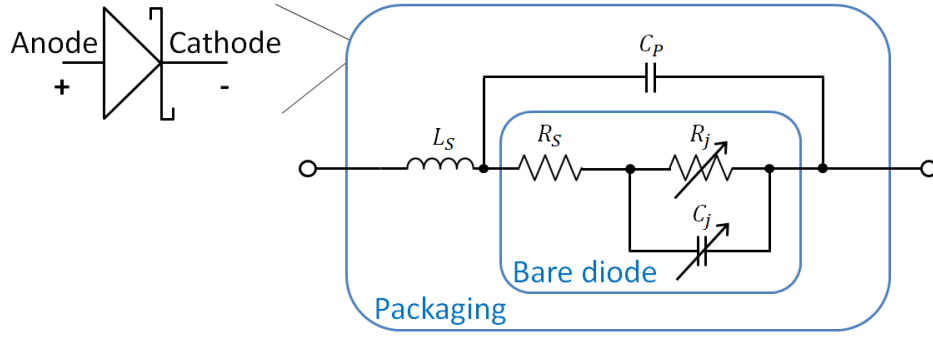 Anode Cathode
+ -
C_P
L_S
R_S
R_j
C_j
Bare diode
Packaging